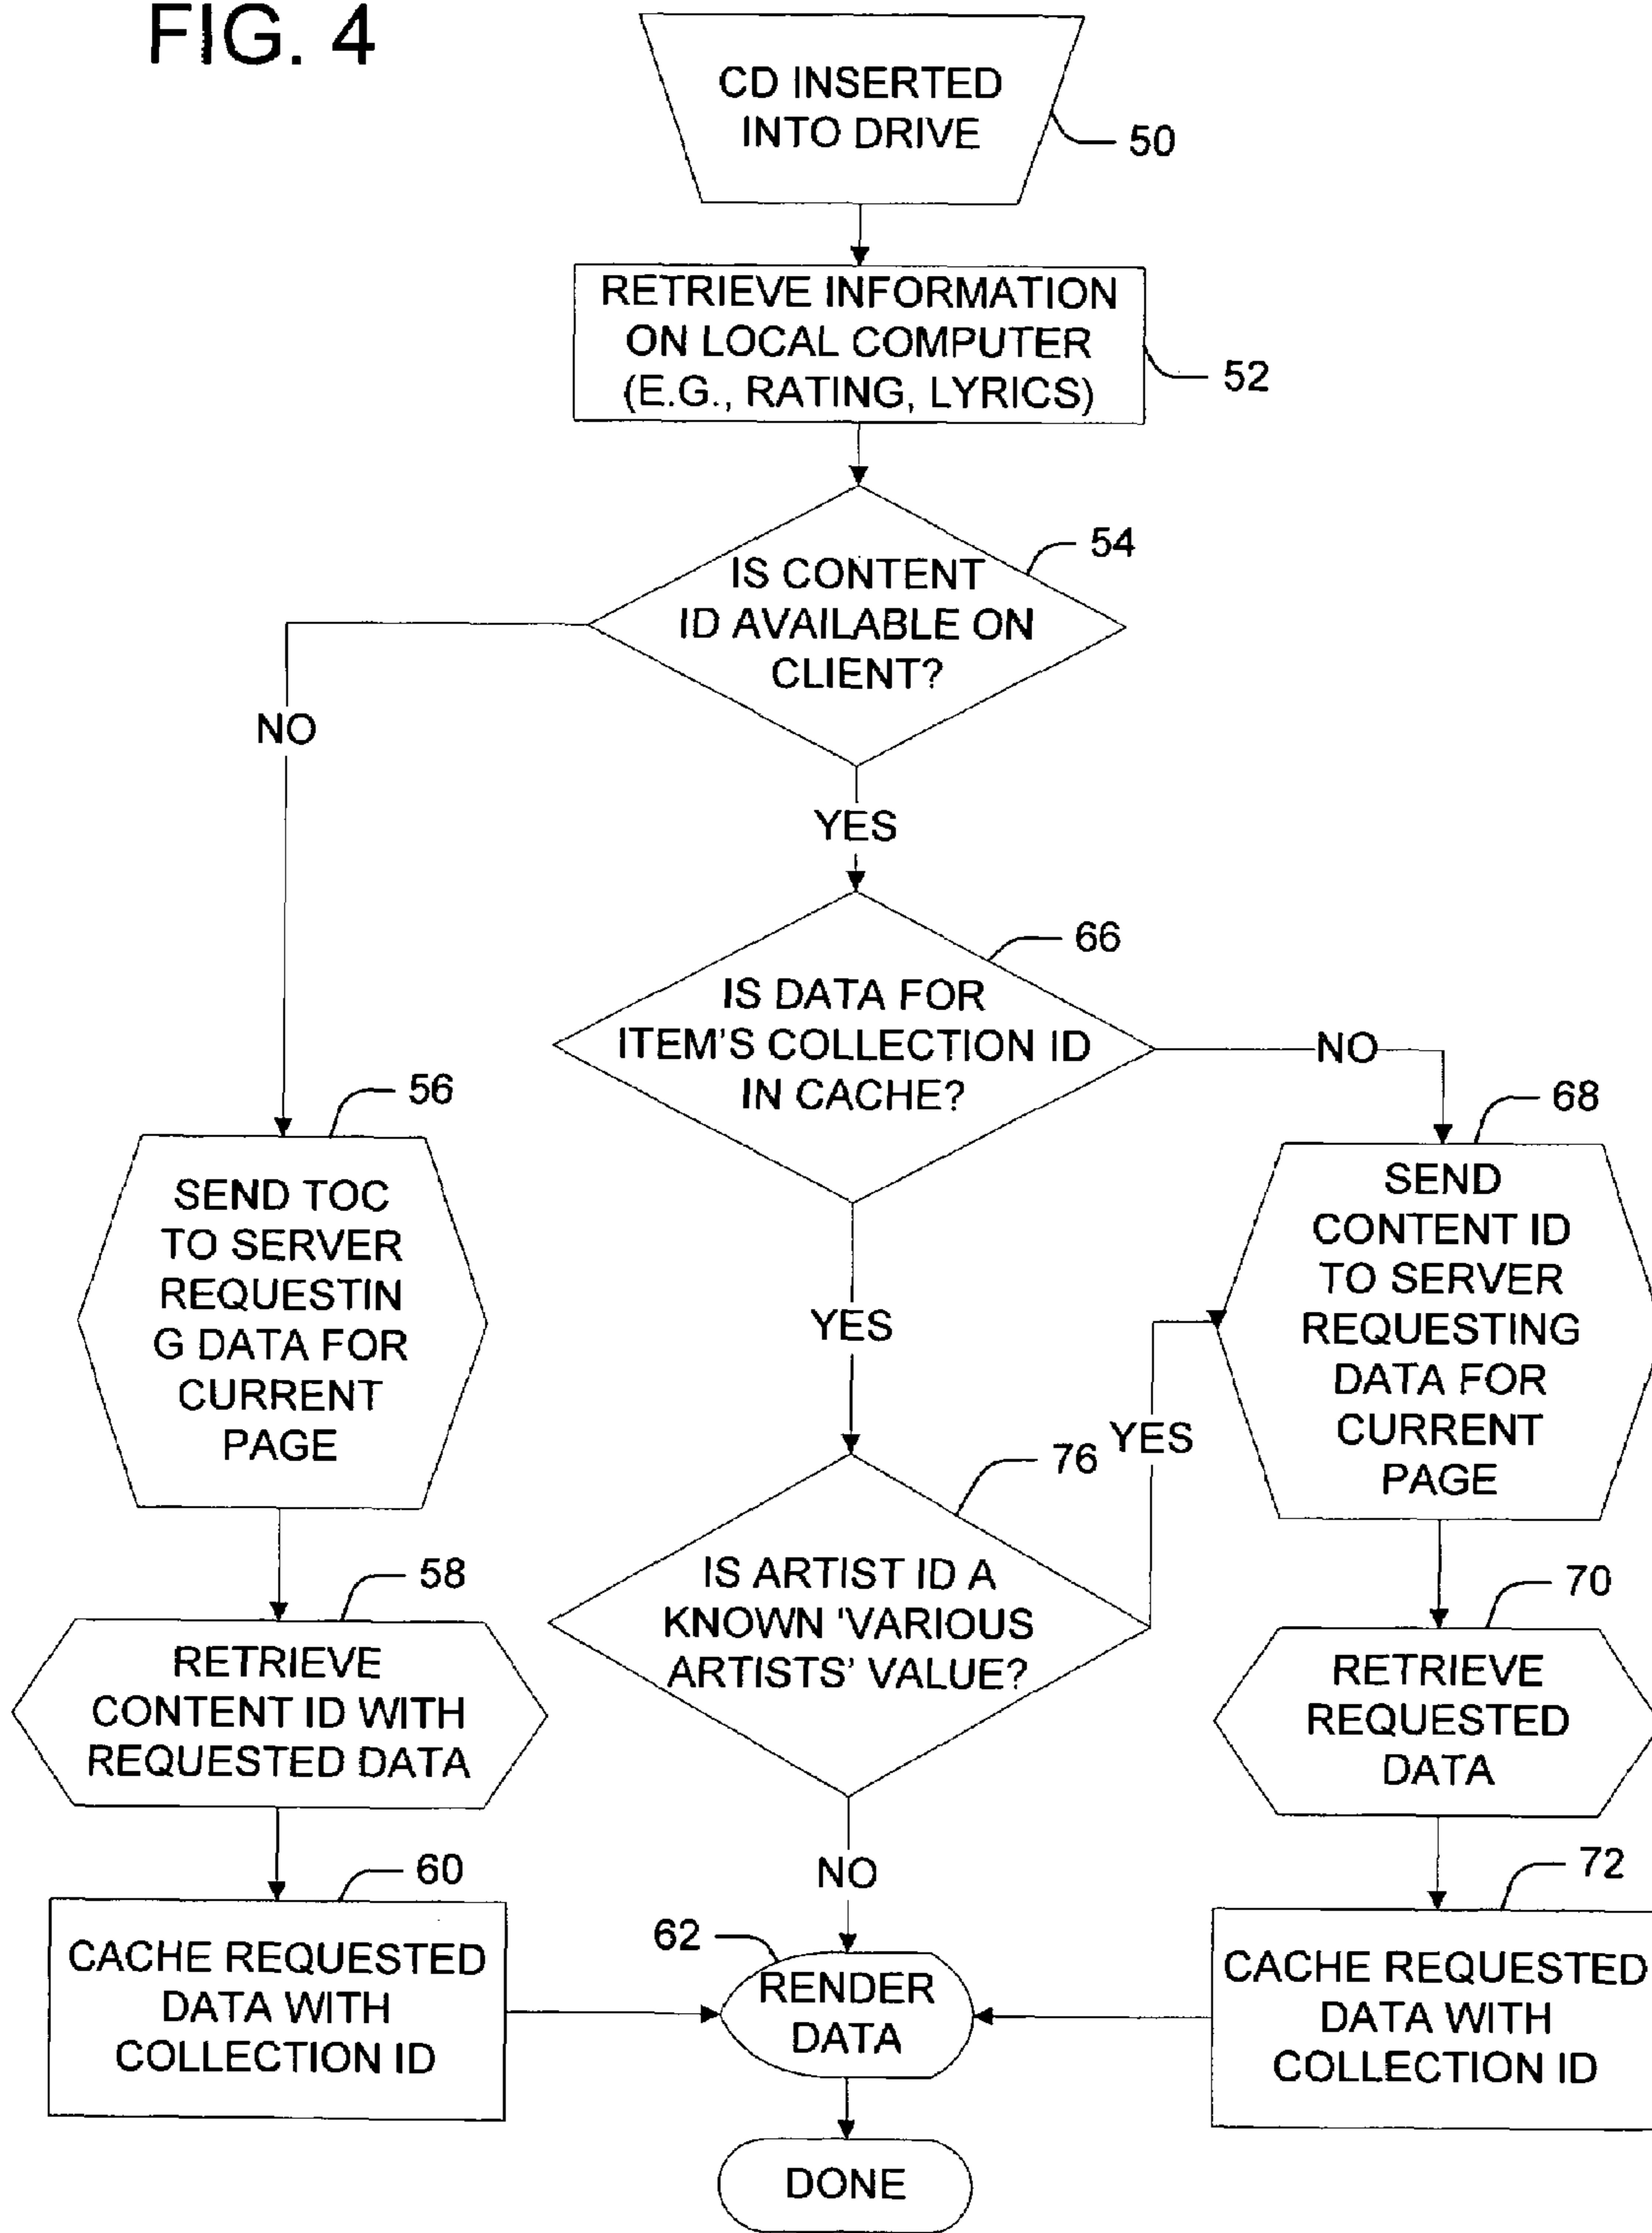 FIG. 4
CD INSERTED
INTO DRIVE
50
RETRIEVE INFORMATION
ON LOCAL COMPUTER
(E.G., RATING, LYRICS)
52
54
IS CONTENT
ID AVAILABLE ON
CLIENT?
NO
YES
66
IS DATA FOR
ITEM'S COLLECTION ID
IN CACHE?
NO
56
SEND TOC
TO SERVER
REQUESTIN
G DATA FOR
CURRENT
PAGE
YES
68
SEND
CONTENT ID
TO SERVER
REQUESTING
DATA FOR
CURRENT
PAGE
YES
76
IS ARTIST ID A
KNOWN 'VARIOUS
ARTISTS' VALUE?
58
RETRIEVE
CONTENT ID WITH
REQUESTED DATA
70
RETRIEVE
REQUESTED
DATA
NO
60
CACHE REQUESTED
DATA WITH
COLLECTION ID
62
RENDER
DATA
72
CACHE REQUESTED
DATA WITH
COLLECTION ID
DONE